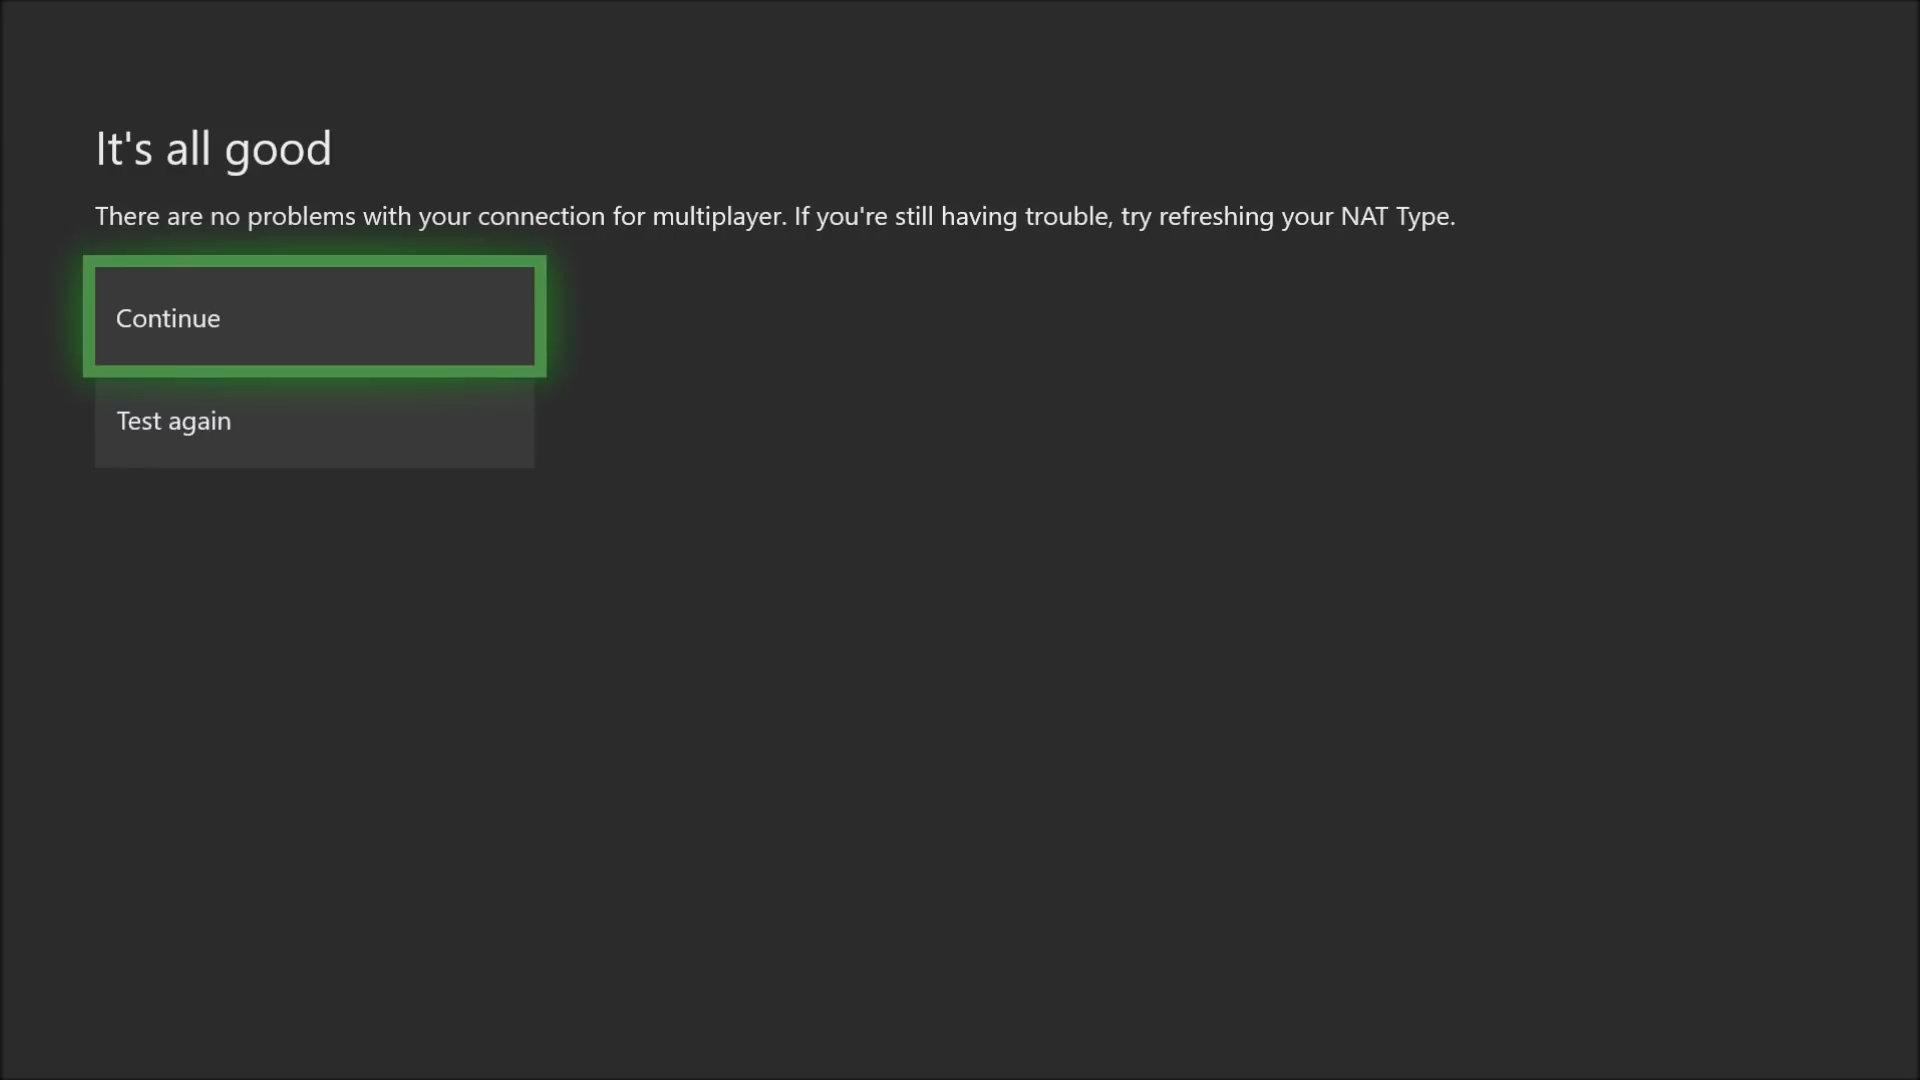 It's all good
There are no problems with your connection for multiplayer. If you're still having trouble, try refreshing your NAT Type.
Continue
Test again